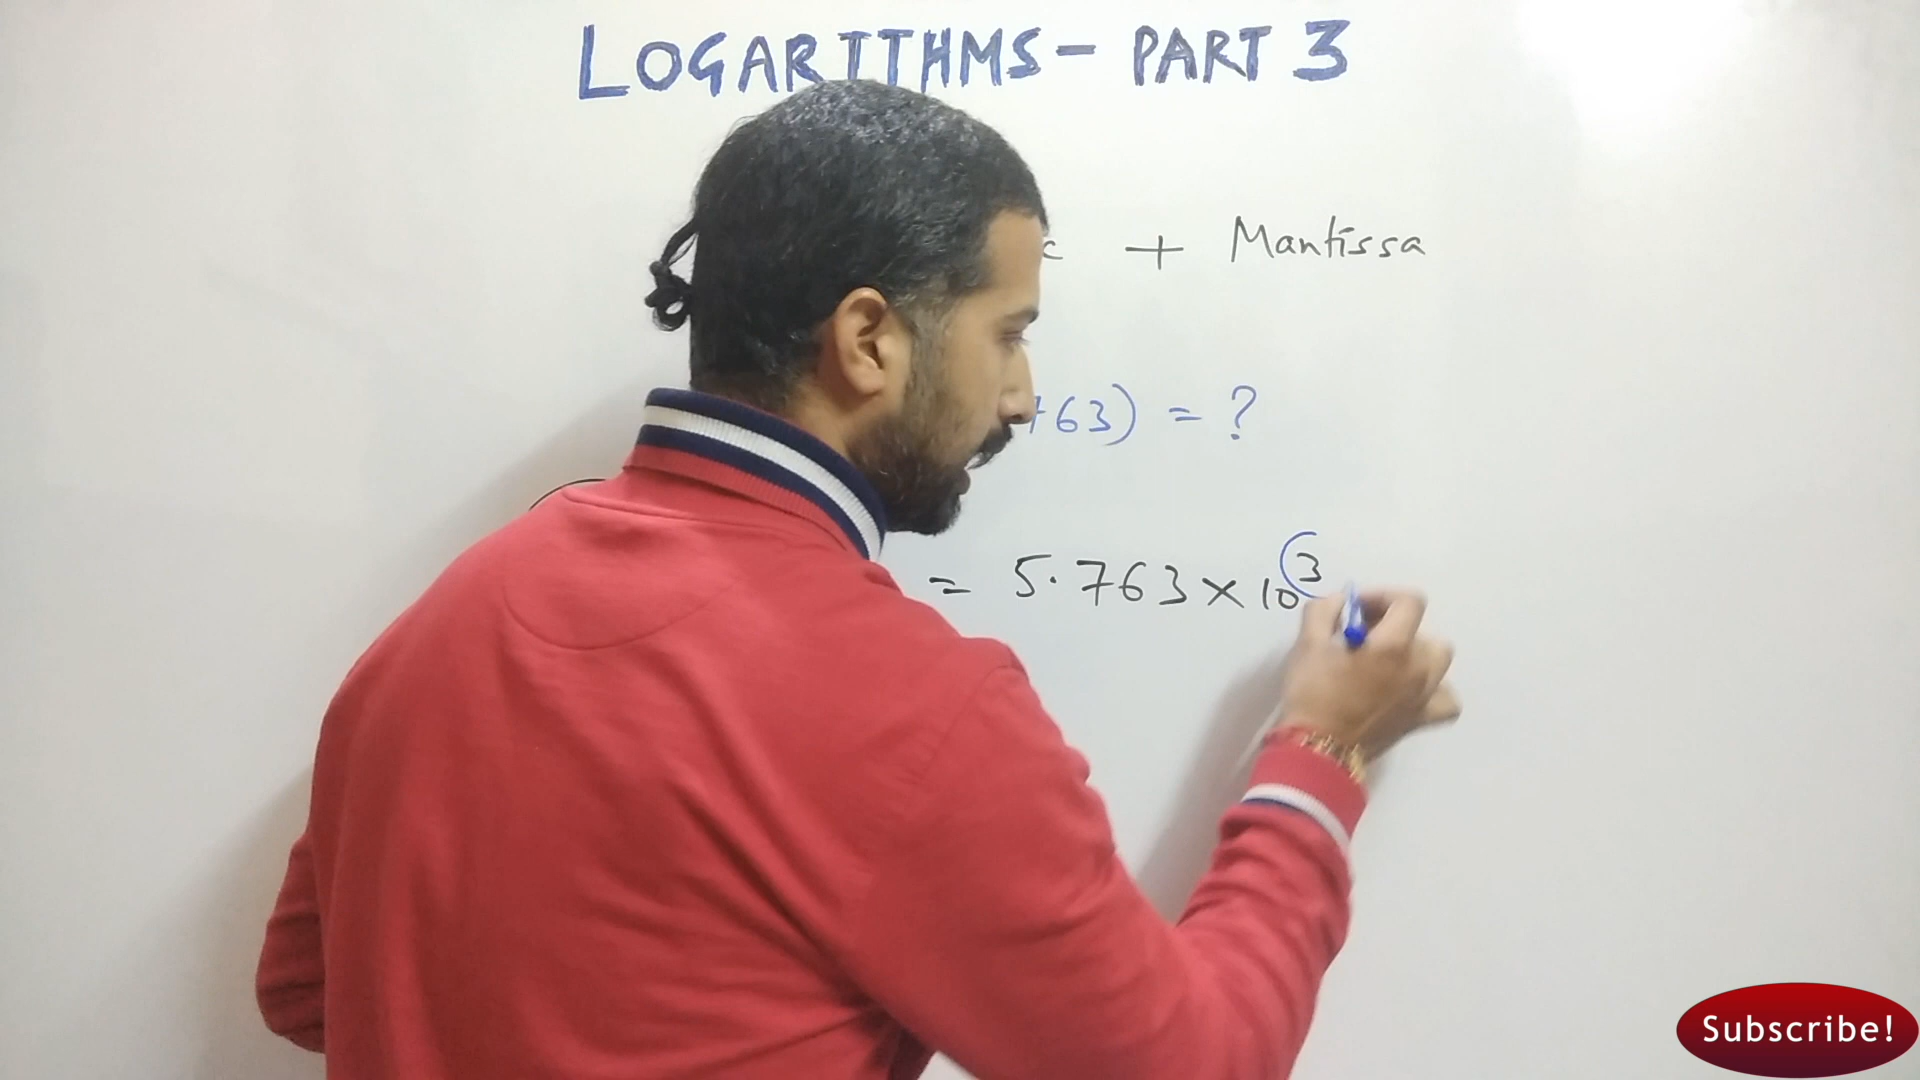 LOGARITHMS - PART 3
c + Mantissa
763) = ?
= 5.763 × 10³
Subscribe!